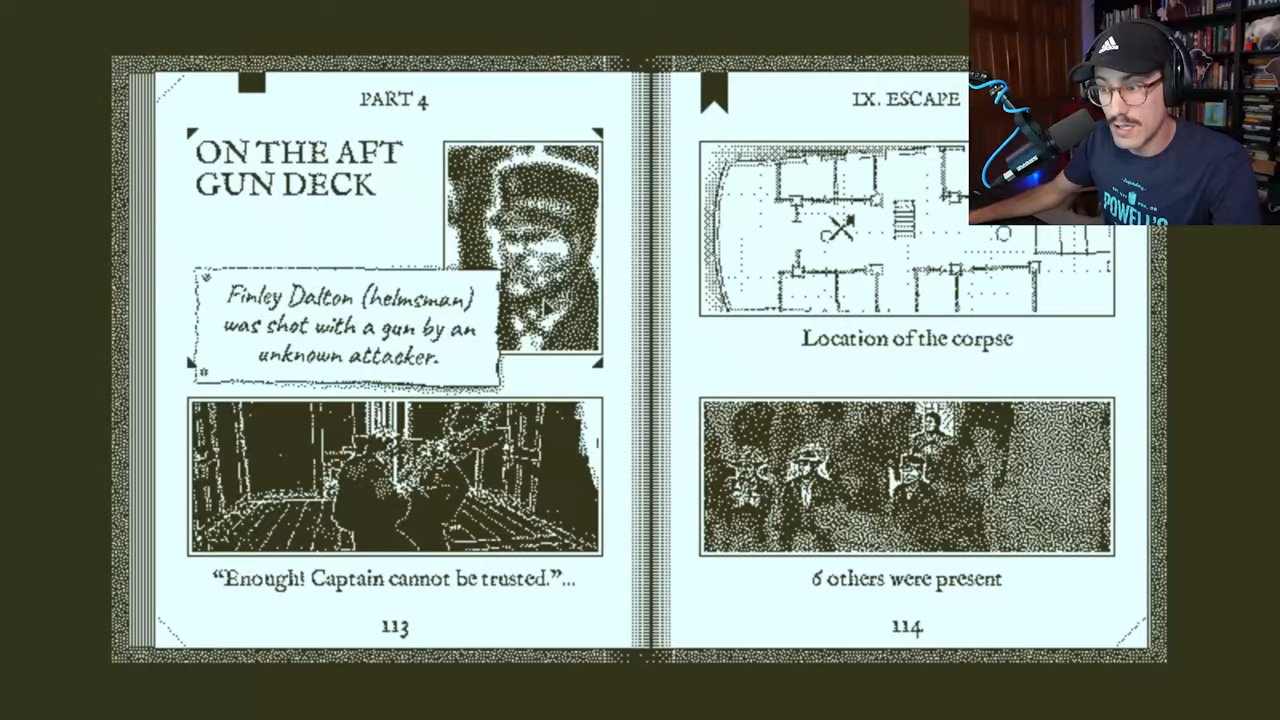 PART 4
ON THE AFT
GUN DECK
Finley Dalton (helmsman)
was shot with a gun by an
unknown attacker.
"Enough! Captain cannot be trusted."...
113
IX. ESCAPE
Location of the corpse
6 others were present
114
POWELL'S